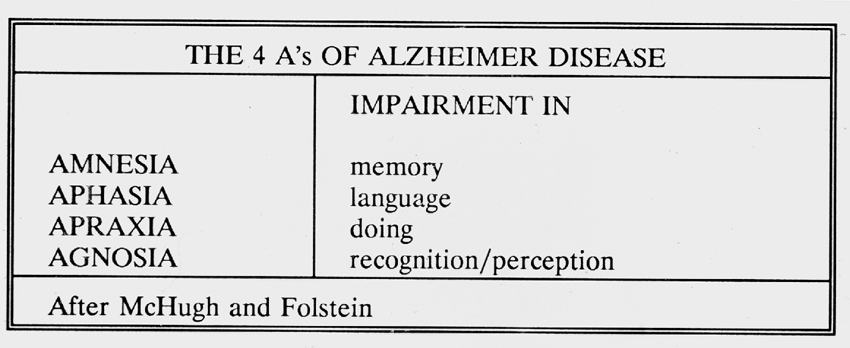 THE 4 A's OF ALZHEIMER DISEASE
IMPAIRMENT IN
AMNESIA memory
APHASIA language
APRAXIA doing
AGNOSIA recognition/perception
After McHugh and Folstein